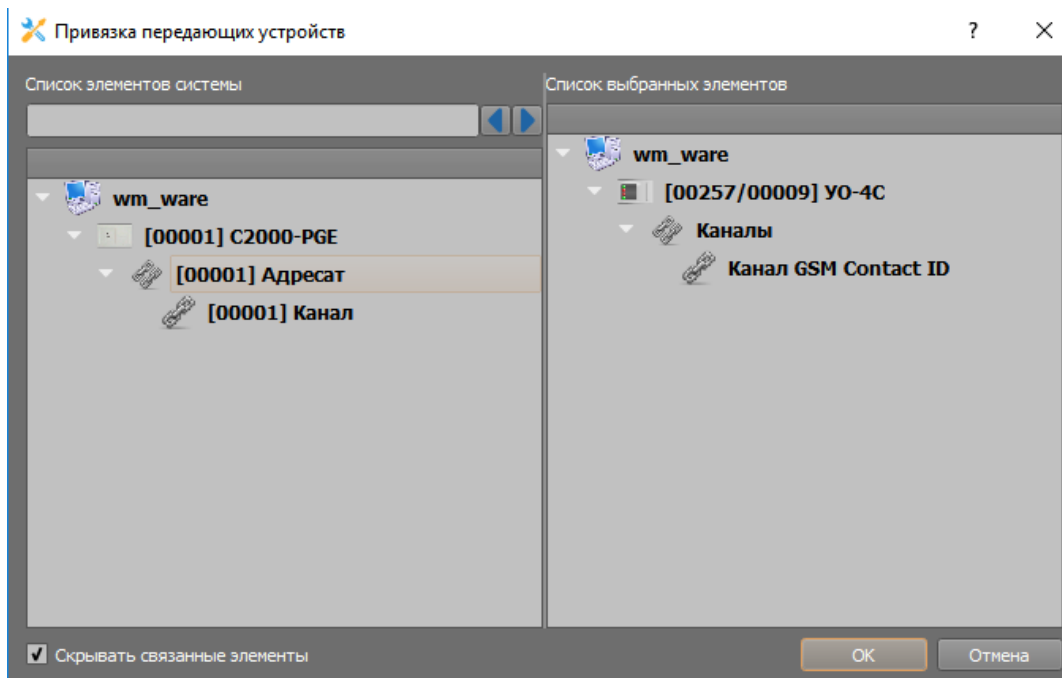 Привязка передающих устройств
?
Список элементов системы
wm_ware
[00001] C2000-PGE
[00001] Адресат
[00001] Канал
Список выбранных элементов
wm_ware
[00257/00009] УО-4С
Каналы
Канал GSM Contact ID
Скрывать связанные элементы
OK
Отмена